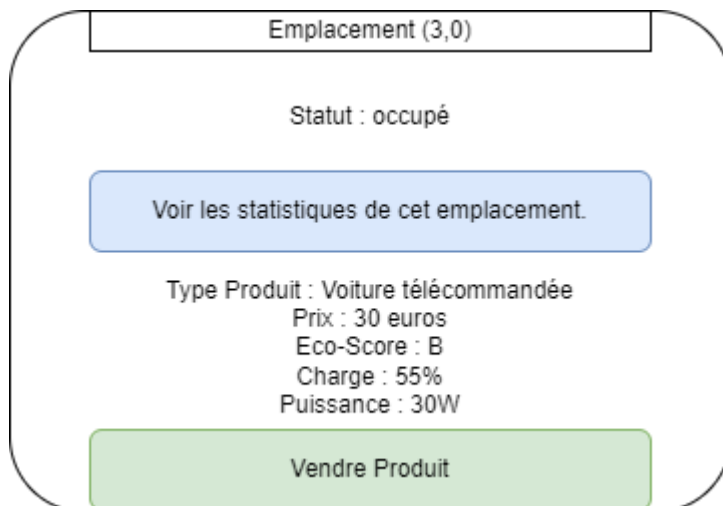 Emplacement (3,0)
Statut : occupé
Voir les statistiques de cet emplacement.
Type Produit : Voiture télécommandée
Prix : 30 euros
Eco-Score : B
Charge : 55%
Puissance : 30W
Vendre Produit